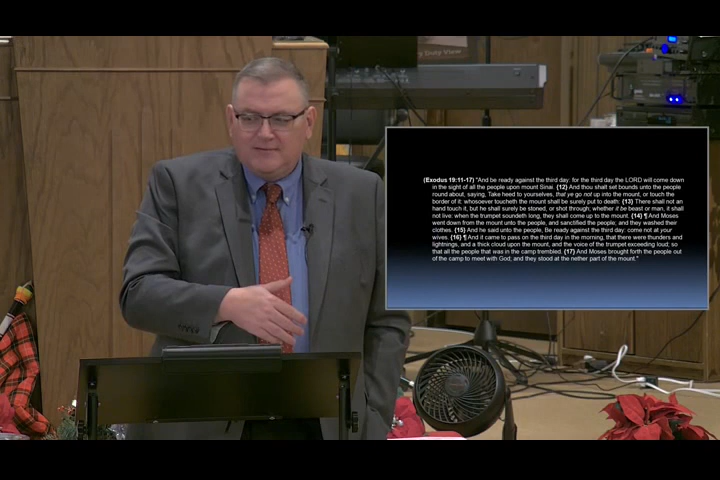 (Exodus 19:11-17) "And be ready against the third day: for the third day the LORD will come down
in the sight of all the people upon mount Sinai. {12} And thou shalt set bounds unto the people
round about, saying, Take heed to yourselves, that ye go not up into the mount, or touch the
border of it: whosoever toucheth the mount shall be surely put to death: {13} There shall not an
hand touch it, but he shall surely be stoned, or shot through; whether it be beast or man, it shall
not live: when the trumpet soundeth long, they shall come up to the mount. {14} ¶ And Moses
went down from the mount unto the people, and sanctified the people; and they washed their
clothes. {15} And he said unto the people, Be ready against the third day: come not at your
wives. {16} ¶ And it came to pass on the third day in the morning, that there were thunders and
lightnings, and a thick cloud upon the mount, and the voice of the trumpet exceeding loud; so
that all the people that was in the camp trembled. {17} And Moses brought forth the people out
of the camp to meet with God; and they stood at the nether part of the mount."